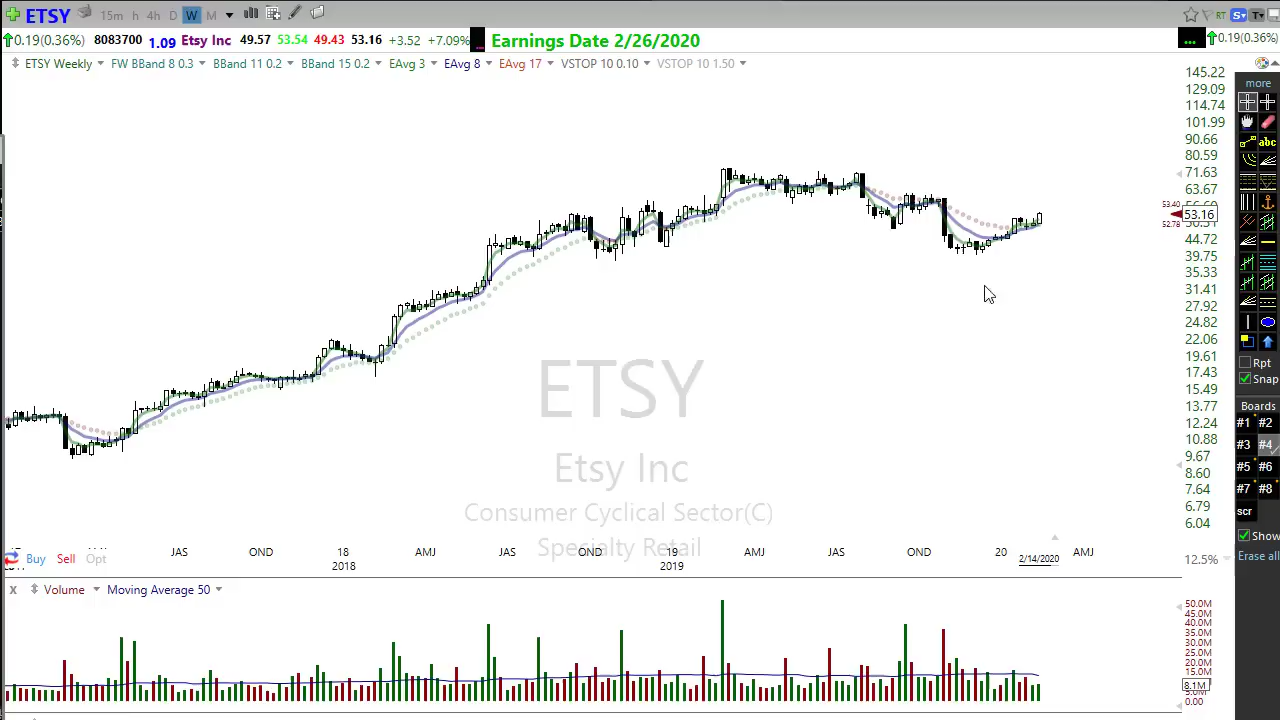 ETSY 15m h 4h D W M RT S T
0.19(0.36%) 8083700 1.09 Etsy Inc 49.57 53.54 49.43 53.16 +3.52 +7.09% Earnings Date 2/26/2020 ... 0.19(0.36%)
ETSY Weekly FW BBand 8 0.3 BBand 11 0.2 BBand 15 0.2 EAvg 3 EAvg 8 EAvg 17 VSTOP 10 0.10 VSTOP 10 1.50
145.22
129.09
114.74
101.99
90.66
80.59
71.63
63.67
53.40
53.16
52.78
44.72
39.75
35.33
31.41
27.92
24.82
22.06
19.61
17.43
15.49
13.77
12.24
10.88
9.67
8.60
7.64
6.79
6.04
12.5%
more
abc
Rpt
Snap
Boards
#1 #2
#3 #4
#5 #6
#7 #8
scr
Show
Erase all
ETSY
Etsy Inc
Consumer Cyclical Sector(C)
Specialty Retail
JAS OND 18 AMJ JAS OND 19 AMJ JAS OND 20 AMJ
2018 2019
2/14/2020
Buy Sell Opt
X Volume Moving Average 50
50.0M
45.0M
40.0M
35.0M
30.0M
25.0M
20.0M
15.0M
8.1M
0.00